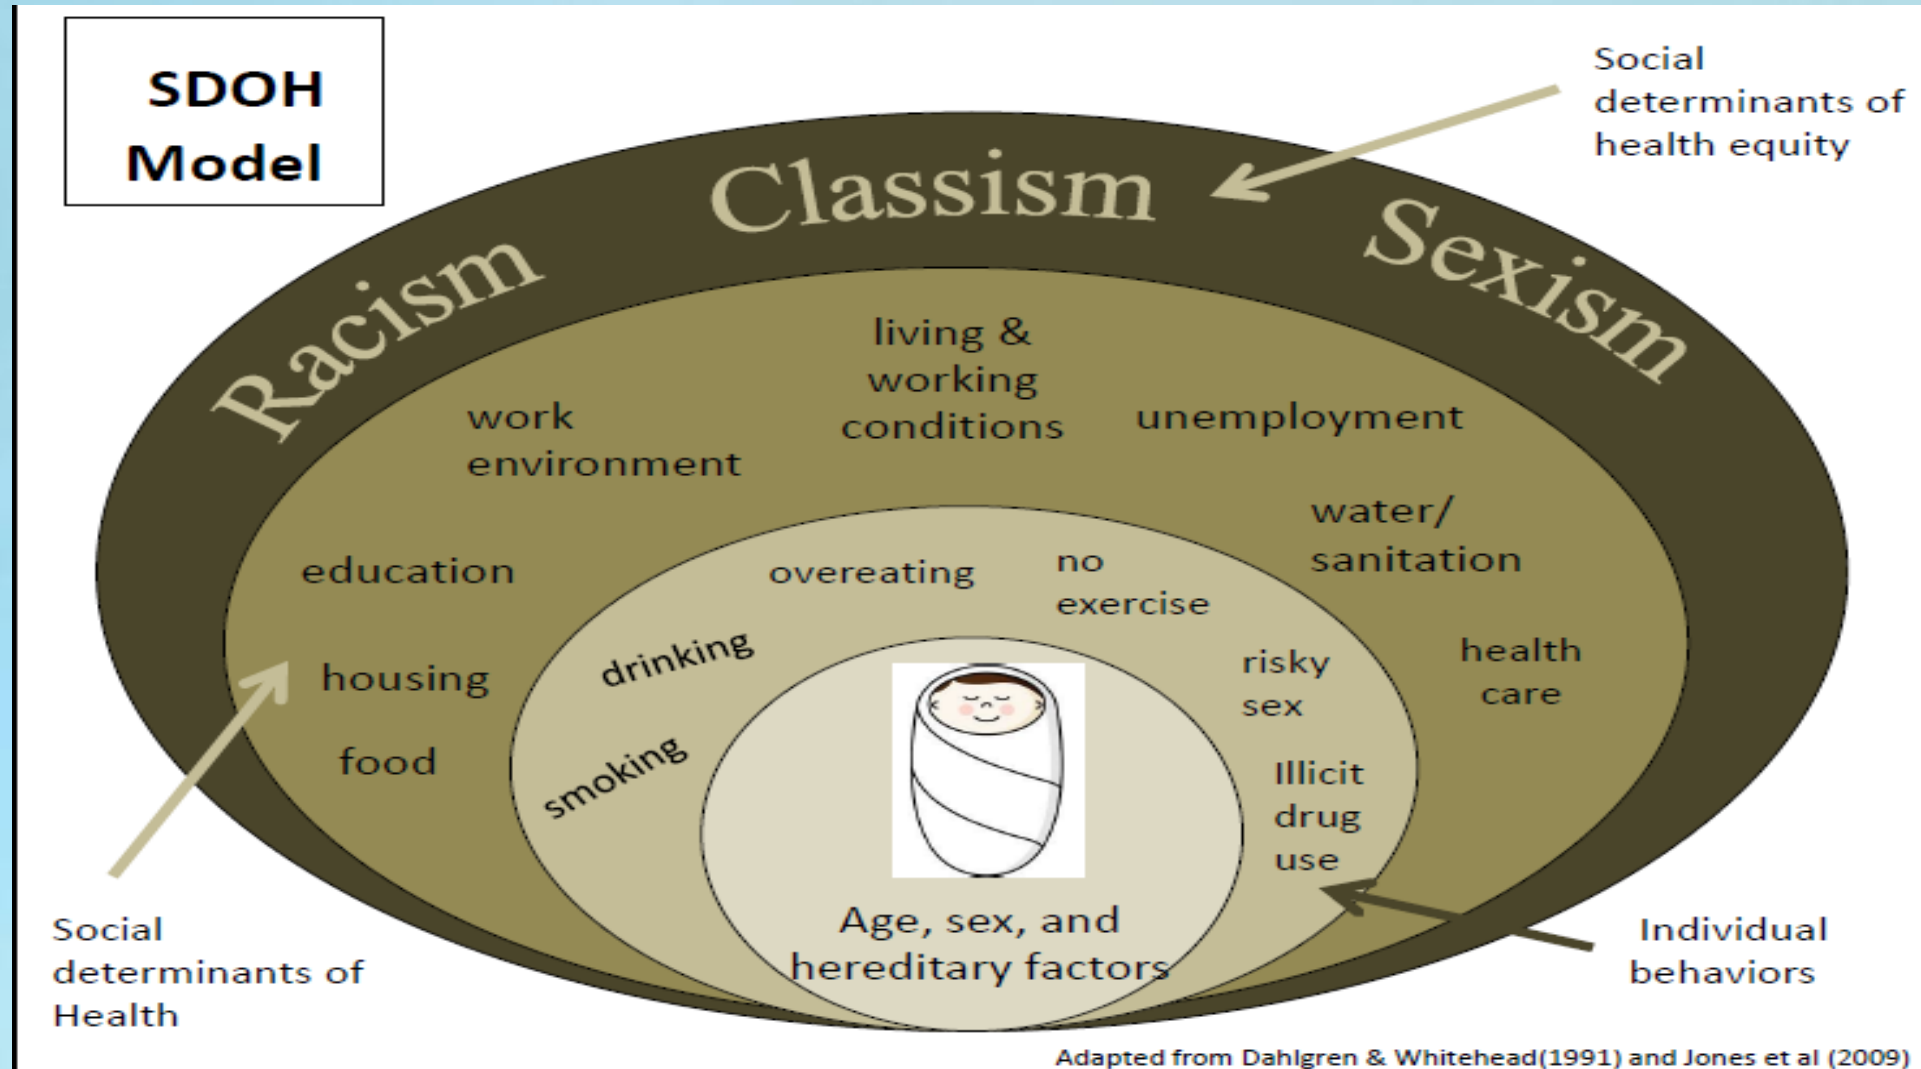 SDOH
Model
Social
determinants of
health equity
Racism
Classism
Sexism
living &
working
conditions
work
environment
unemployment
water/
sanitation
education
housing
food
health
care
overeating
no
exercise
drinking
smoking
risky
sex
Illicit
drug
use
Age, sex, and
hereditary factors
Social
determinants of
Health
Individual
behaviors
Adapted from Dahlgren & Whitehead(1991) and Jones et al (2009)